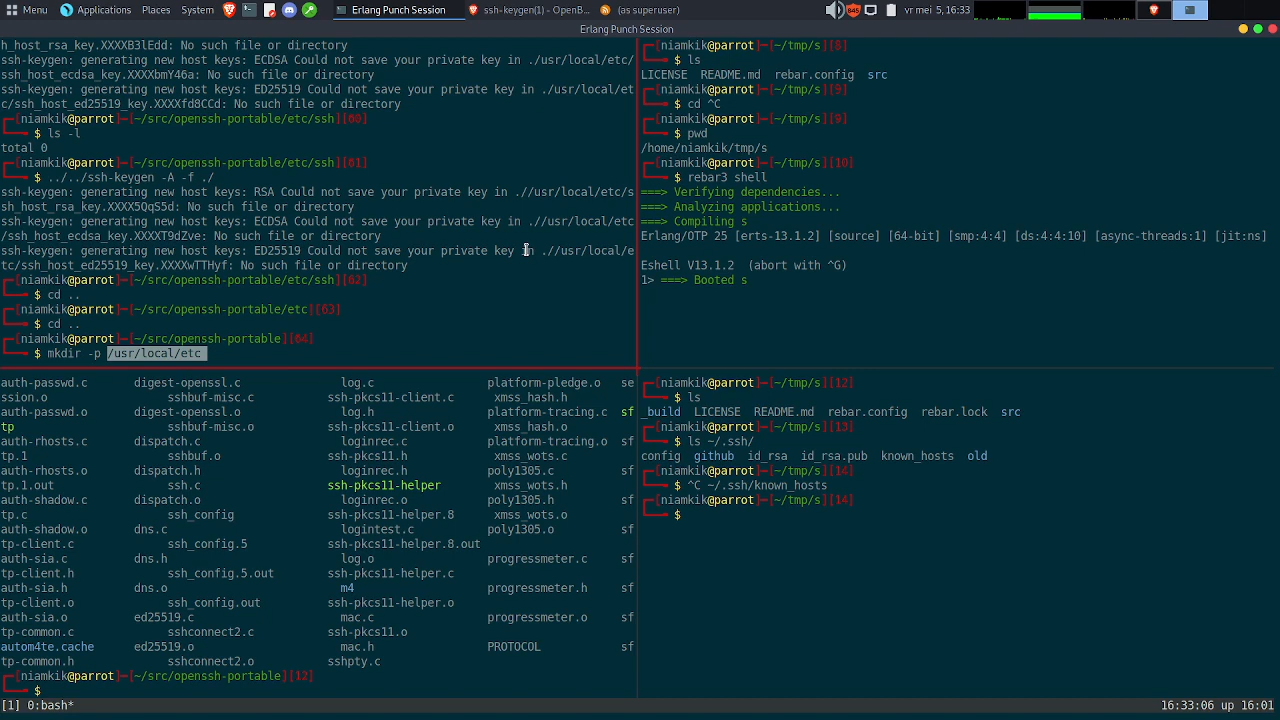 Menu Applications Places System Erlang Punch Session ssh-keygen(1) - OpenB... (as superuser) 845 vr mei 5, 16:33
Erlang Punch Session
h_host_rsa_key.XXXXB3lEdd: No such file or directory
ssh-keygen: generating new host keys: ECDSA Could not save your private key in ./usr/local/etc/
ssh_host_ecdsa_key.XXXXbmY46a: No such file or directory
ssh-keygen: generating new host keys: ED25519 Could not save your private key in ./usr/local/et
c/ssh_host_ed25519_key.XXXXfd8CCd: No such file or directory
[niamkik@parrot]─[~/src/openssh-portable/etc/ssh][60]
$ ls -l
total 0
[niamkik@parrot]─[~/src/openssh-portable/etc/ssh][61]
$ ../../ssh-keygen -A -f ./
ssh-keygen: generating new host keys: RSA Could not save your private key in .//usr/local/etc/s
sh_host_rsa_key.XXXX5QqS5d: No such file or directory
ssh-keygen: generating new host keys: ECDSA Could not save your private key in .//usr/local/etc
/ssh_host_ecdsa_key.XXXXT9dZve: No such file or directory
ssh-keygen: generating new host keys: ED25519 Could not save your private key in .//usr/local/e
tc/ssh_host_ed25519_key.XXXXwTTHyf: No such file or directory
[niamkik@parrot]─[~/src/openssh-portable/etc/ssh][62]
$ cd ..
[niamkik@parrot]─[~/src/openssh-portable/etc][63]
$ cd ..
[niamkik@parrot]─[~/src/openssh-portable][64]
$ mkdir -p /usr/local/etc
[niamkik@parrot]─[~/tmp/s][8]
$ ls
LICENSE README.md rebar.config src
[niamkik@parrot]─[~/tmp/s][9]
$ cd ^C
[niamkik@parrot]─[~/tmp/s][9]
$ pwd
/home/niamkik/tmp/s
[niamkik@parrot]─[~/tmp/s][10]
$ rebar3 shell
===> Verifying dependencies...
===> Analyzing applications...
===> Compiling s
Erlang/OTP 25 [erts-13.1.2] [source] [64-bit] [smp:4:4] [ds:4:4:10] [async-threads:1] [jit:ns]
Eshell V13.1.2 (abort with ^G)
1> ===> Booted s
auth-passwd.c digest-openssl.c log.c platform-pledge.o se
ssion.o sshbuf-misc.c ssh-pkcs11-client.c xmss_hash.h
auth-passwd.o digest-openssl.o log.h platform-tracing.c sf
tp sshbuf-misc.o ssh-pkcs11-client.o xmss_hash.o
auth-rhosts.c dispatch.c loginrec.c platform-tracing.o sf
tp.1 sshbuf.o ssh-pkcs11.h xmss_wots.c
auth-rhosts.o dispatch.h loginrec.h poly1305.c sf
tp.1.out ssh.c ssh-pkcs11-helper xmss_wots.h
auth-shadow.c dispatch.o loginrec.o poly1305.h sf
tp.c ssh_config ssh-pkcs11-helper.8 xmss_wots.o
auth-shadow.o dns.c logintest.c poly1305.o sf
tp-client.c ssh_config.5 ssh-pkcs11-helper.8.out
auth-sia.c dns.h log.o progressmeter.c sf
tp-client.h ssh_config.5.out ssh-pkcs11-helper.c
auth-sia.h dns.o m4 progressmeter.h sf
tp-client.o ssh_config.out ssh-pkcs11-helper.o
auth-sia.o ed25519.c mac.c progressmeter.o sf
tp-common.c sshconnect2.c ssh-pkcs11.o
autom4te.cache ed25519.o mac.h PROTOCOL sf
tp-common.h sshconnect2.o sshpty.c
[niamkik@parrot]─[~/src/openssh-portable][12]
$
[niamkik@parrot]─[~/tmp/s][12]
$ ls
_build LICENSE README.md rebar.config rebar.lock src
[niamkik@parrot]─[~/tmp/s][13]
$ ls ~/.ssh/
config github id_rsa id_rsa.pub known_hosts old
[niamkik@parrot]─[~/tmp/s][14]
$ ^C ~/.ssh/known_hosts
[niamkik@parrot]─[~/tmp/s][14]
$
[1] 0:bash* 16:33:06 up 16:01